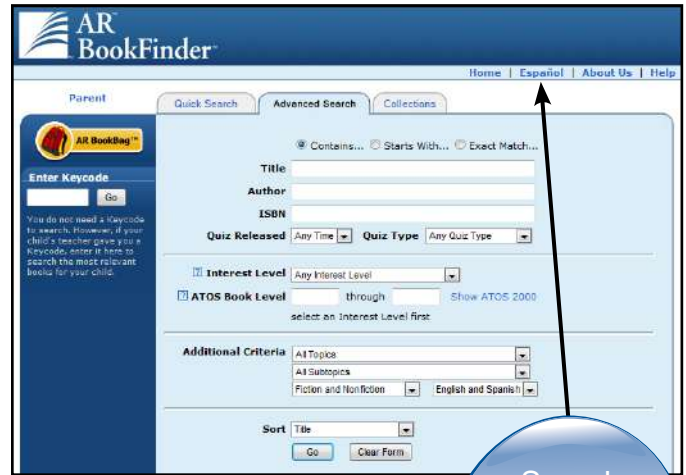 AR
BookFinder™
Home | Español | About Us | Help
Parent
Quick Search
Advanced Search
Collections
AR BookBag™
Enter Keycode
Go
You do not need a Keycode
to search. However, if your
child's teacher gave you a
Keycode, enter it here to
search the most relevant
books for your child.
Contains... Starts With... Exact Match...
Title
Author
ISBN
Quiz Released Any Time Quiz Type Any Quiz Type
? Interest Level Any Interest Level
? ATOS Book Level through Show ATOS 2000
select an Interest Level first
Additional Criteria All Topics
All Subtopics
Fiction and Nonfiction English and Spanish
Sort Title
Go Clear Form